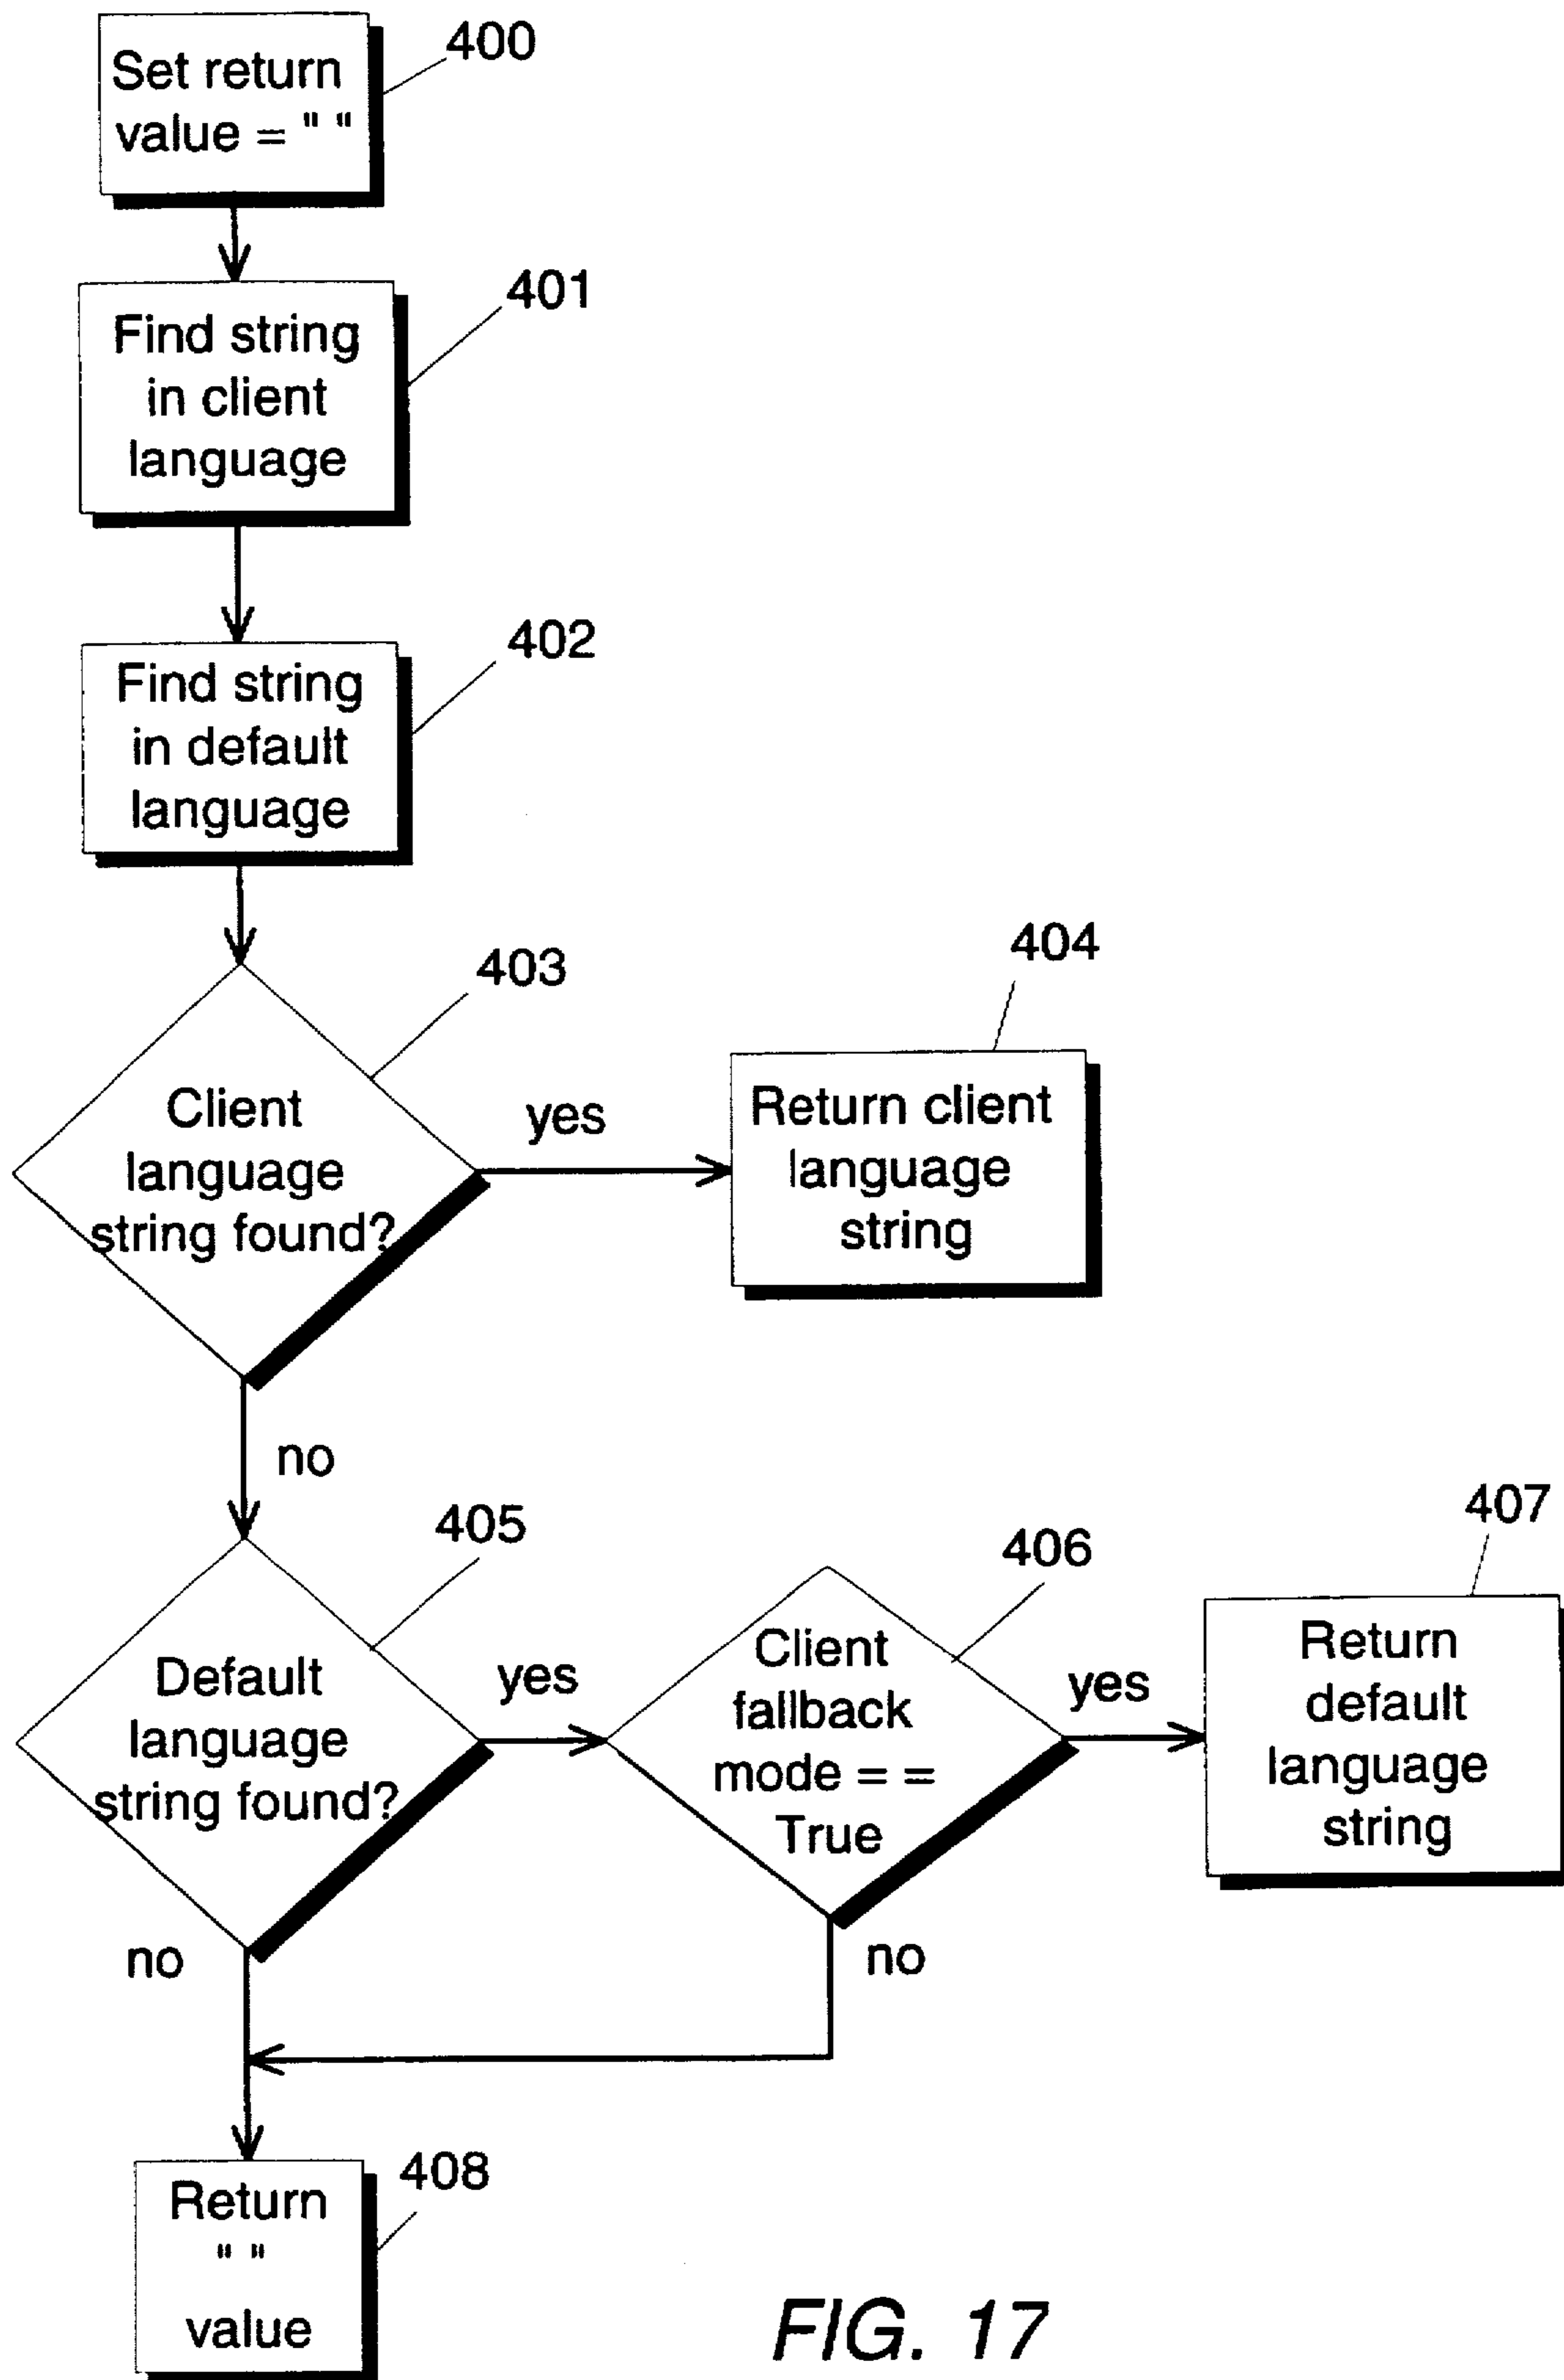 400
Set return
value = " "
401
Find string
in client
language
402
Find string
in default
language
403
Client
language
string found?
yes
404
Return client
language
string
no
405
Default
language
string found?
yes
406
Client
fallback
mode = =
True
yes
407
Return
default
language
string
no
no
408
Return
" "
value
FIG. 17